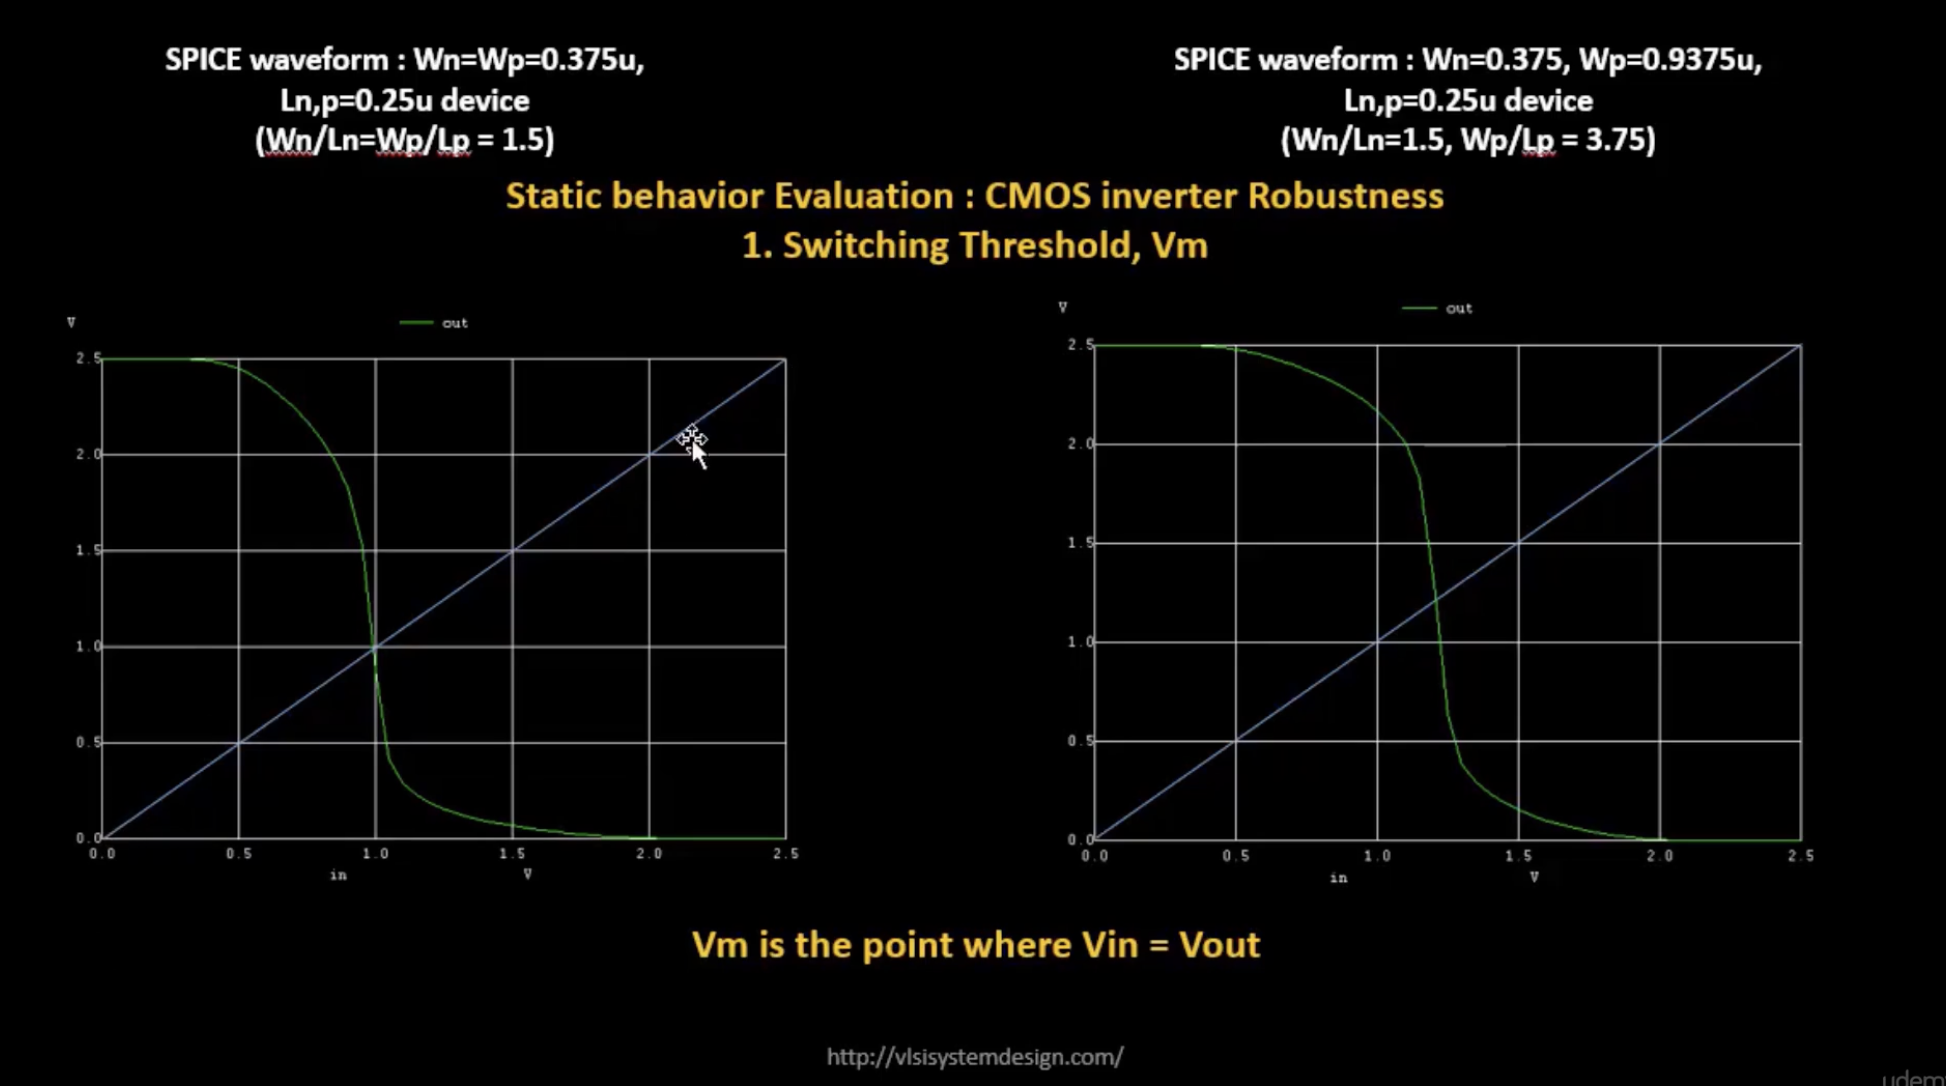 SPICE waveform : Wn=Wp=0.375u,
Ln,p=0.25u device
(Wn/Ln=Wp/Lp = 1.5)
SPICE waveform : Wn=0.375, Wp=0.9375u,
Ln,p=0.25u device
(Wn/Ln=1.5, Wp/Lp = 3.75)
Static behavior Evaluation : CMOS inverter Robustness
1. Switching Threshold, Vm
V
out
2.5
2.0
1.5
1.0
0.5
0.0
0.0 0.5 1.0 1.5 2.0 2.5
in V
V
out
2.5
2.0
1.5
1.0
0.5
0.0
0.0 0.5 1.0 1.5 2.0 2.5
in V
Vm is the point where Vin = Vout
http://vlsisystemdesign.com/